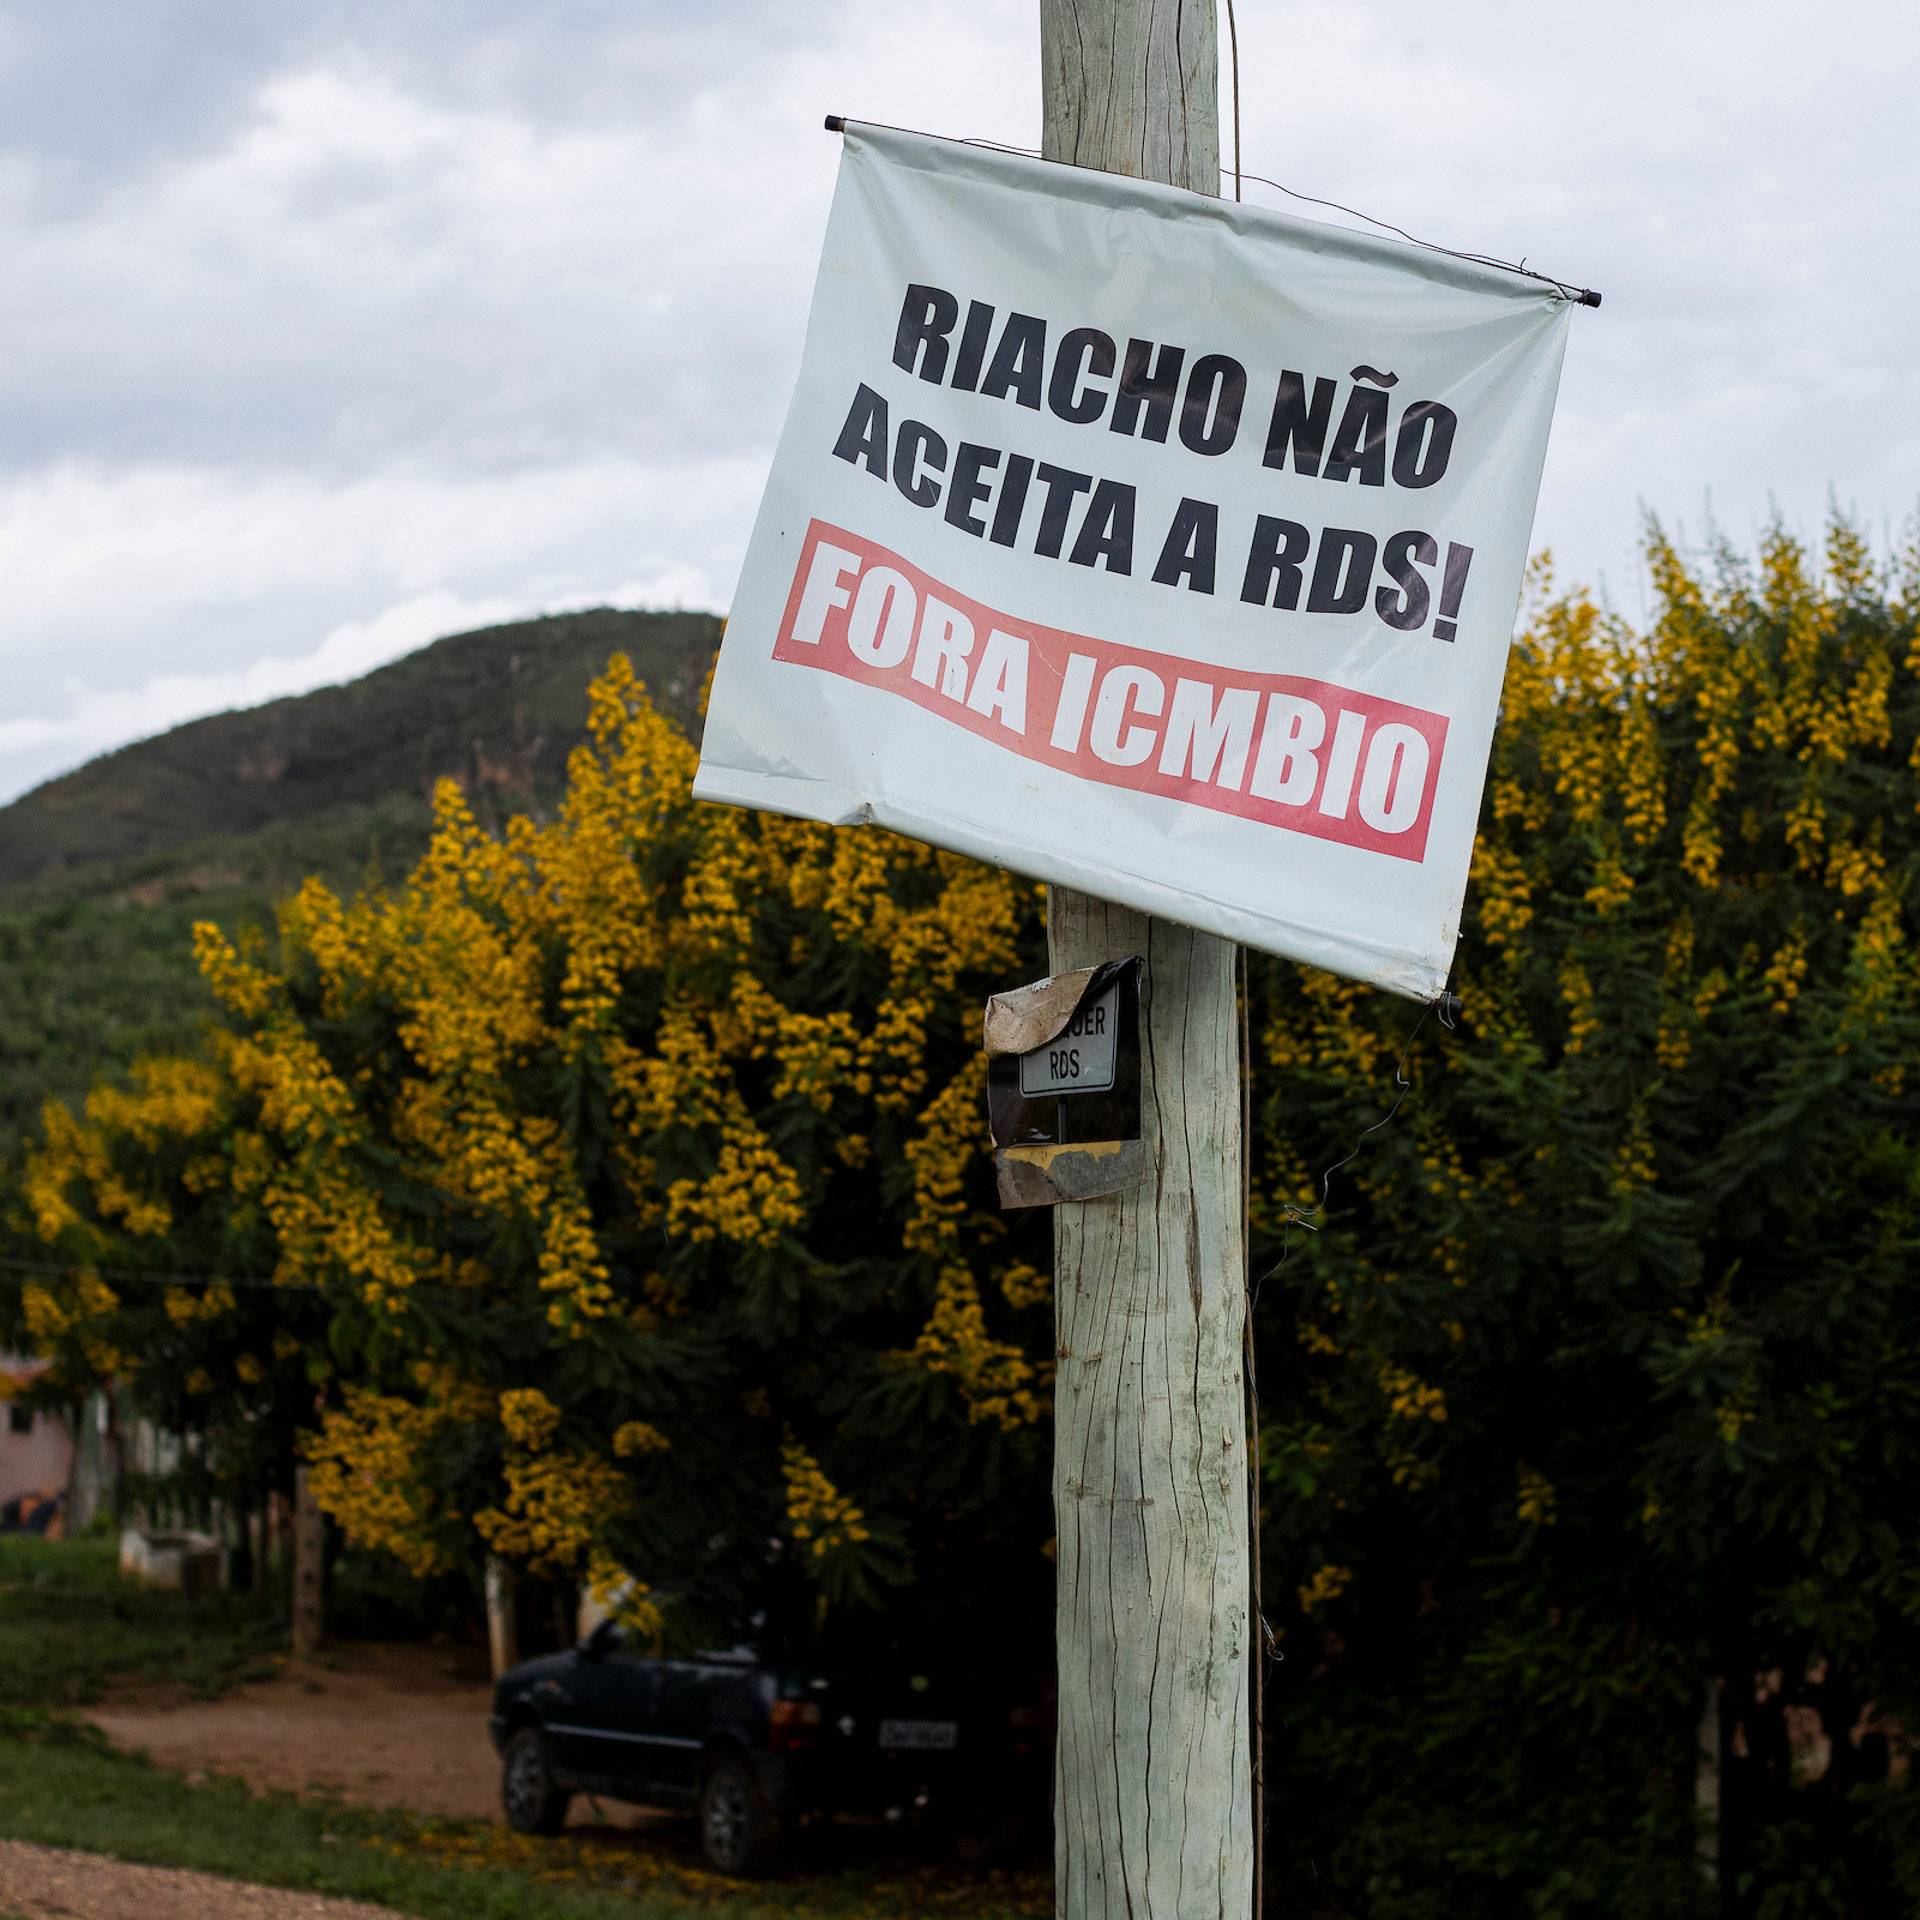 RIACHO NÃO
ACEITA A RDS!
FORA ICMBIO
RDS